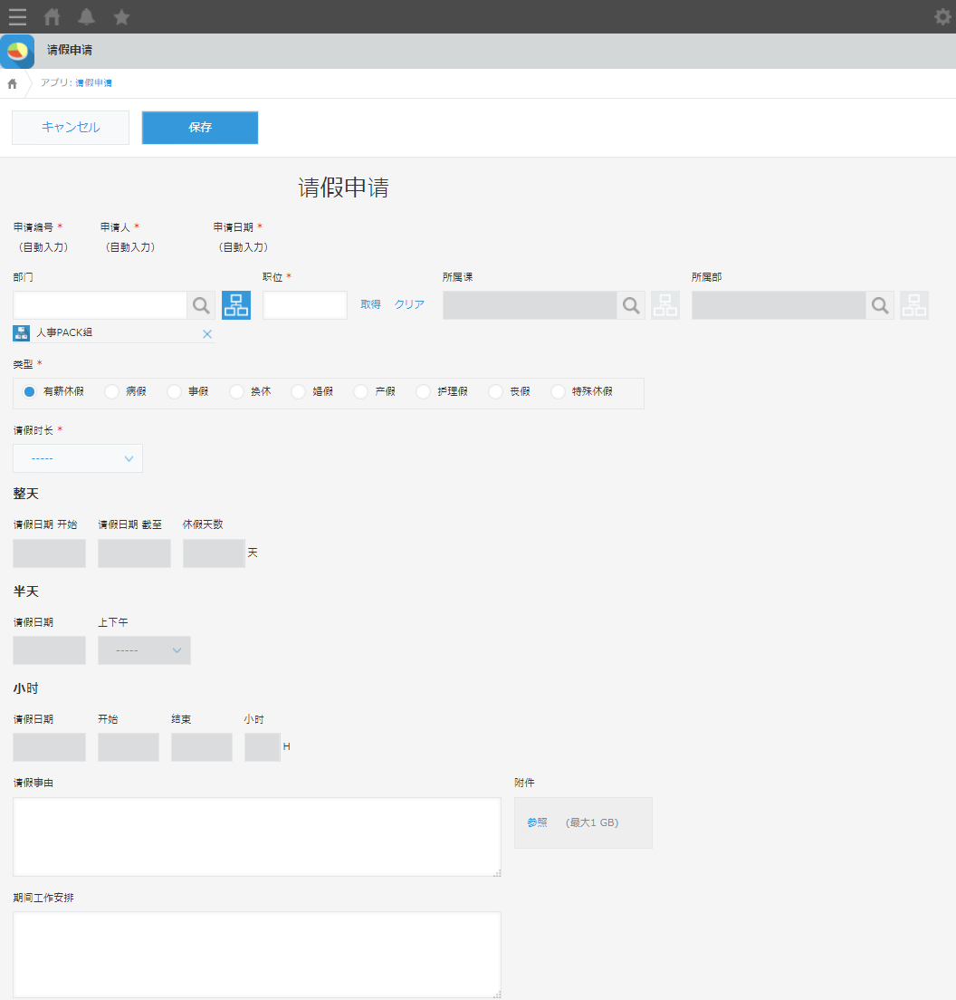 请假申请
アプリ: 请假申请
キャンセル 保存
请假申请
申请编号 * 申请人 * 申请日期 *
（自動入力） （自動入力） （自動入力）
部门 职位 * 所属课 所属部
取得 クリア
人事PACK组
类型 *
有薪休假 病假 事假 换休 婚假 产假 护理假 丧假 特殊休假
请假时长 *
-----
整天
请假日期 开始 请假日期 截至 休假天数
天
半天
请假日期 上下午
-----
小时
请假日期 开始 结束 小时
H
请假事由 附件
参照 (最大1 GB)
期间工作安排